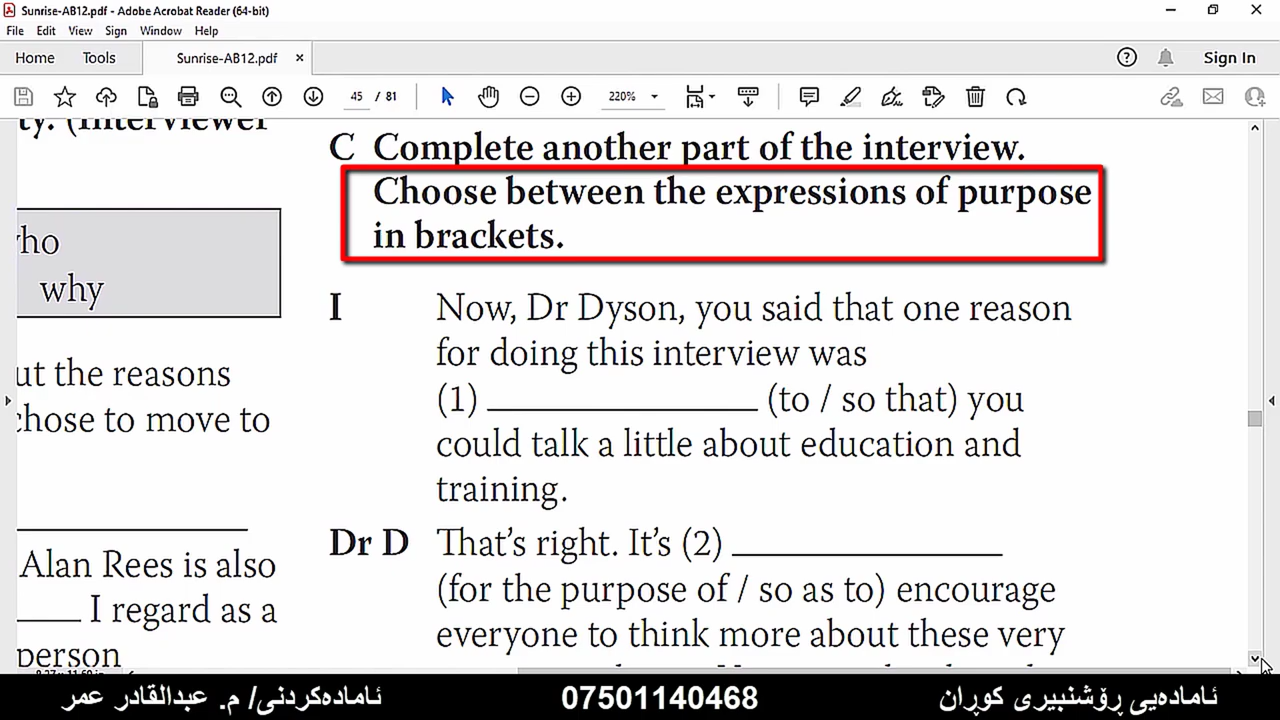 Sunrise-AB12.pdf - Adobe Acrobat Reader (64-bit)
File Edit View Sign Window Help
Home Tools Sunrise-AB12.pdf × Sign In
45 / 81 220%
ty. (Interviewer
who
why
ut the reasons
chose to move to
Alan Rees is also
I regard as a
person
C Complete another part of the interview.
Choose between the expressions of purpose
in brackets.
I Now, Dr Dyson, you said that one reason
for doing this interview was
(1) ____________ (to / so that) you
could talk a little about education and
training.
Dr D That's right. It's (2) ____________
(for the purpose of / so as to) encourage
everyone to think more about these very
ئامادەیی ڕۆشنبیری کوڕان 07501140468 ئامادەکردنی/ م. عبدالقادر عمر